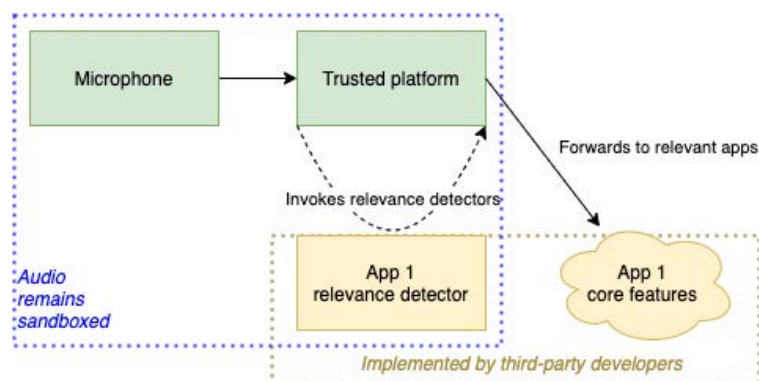 Microphone
Trusted platform
Forwards to relevant apps
Invokes relevance detectors
App 1
relevance detector
App 1
core features
Audio
remains
sandboxed
Implemented by third-party developers